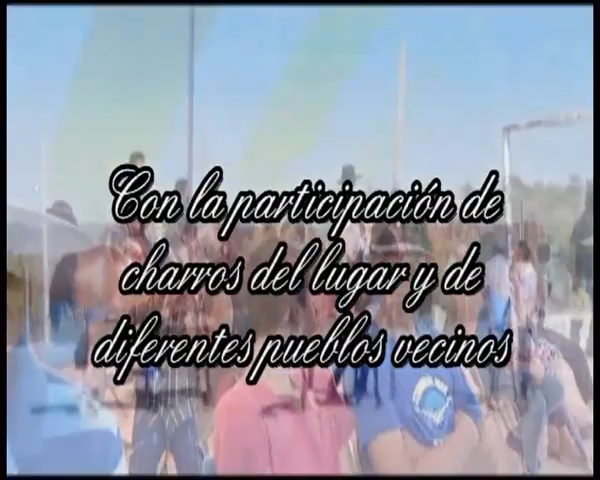 Con la participación de
charros del lugar y de
diferentes pueblos vecinos